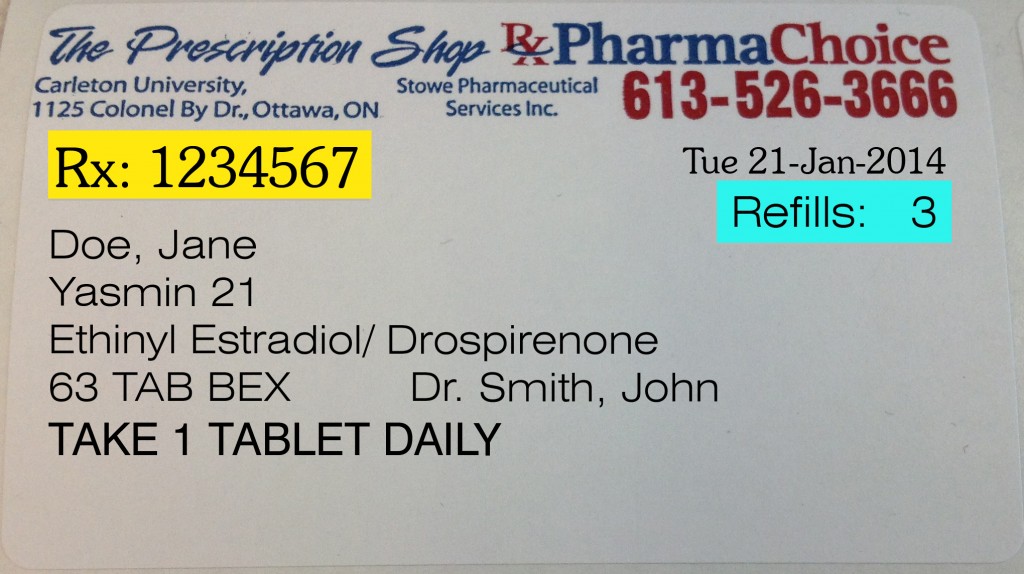 The Prescription Shop Rx PharmaChoice
Carleton University, Stowe Pharmaceutical 613-526-3666
1125 Colonel By Dr., Ottawa, ON Services Inc.
Rx: 1234567 Tue 21-Jan-2014
Refills: 3
Doe, Jane
Yasmin 21
Ethinyl Estradiol/ Drospirenone
63 TAB BEX Dr. Smith, John
TAKE 1 TABLET DAILY